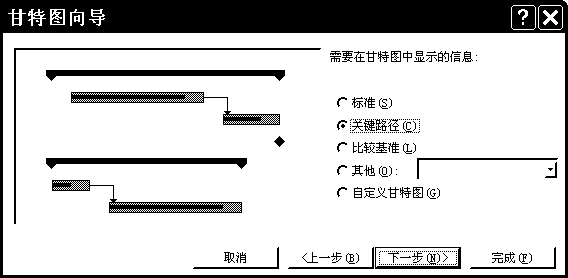 甘特图向导
需要在甘特图中显示的信息:
标准(S)
关键路径(C)
比较基准(L)
其他(O):
自定义甘特图(G)
取消
<上一步(B)
下一步(N)>
完成(F)